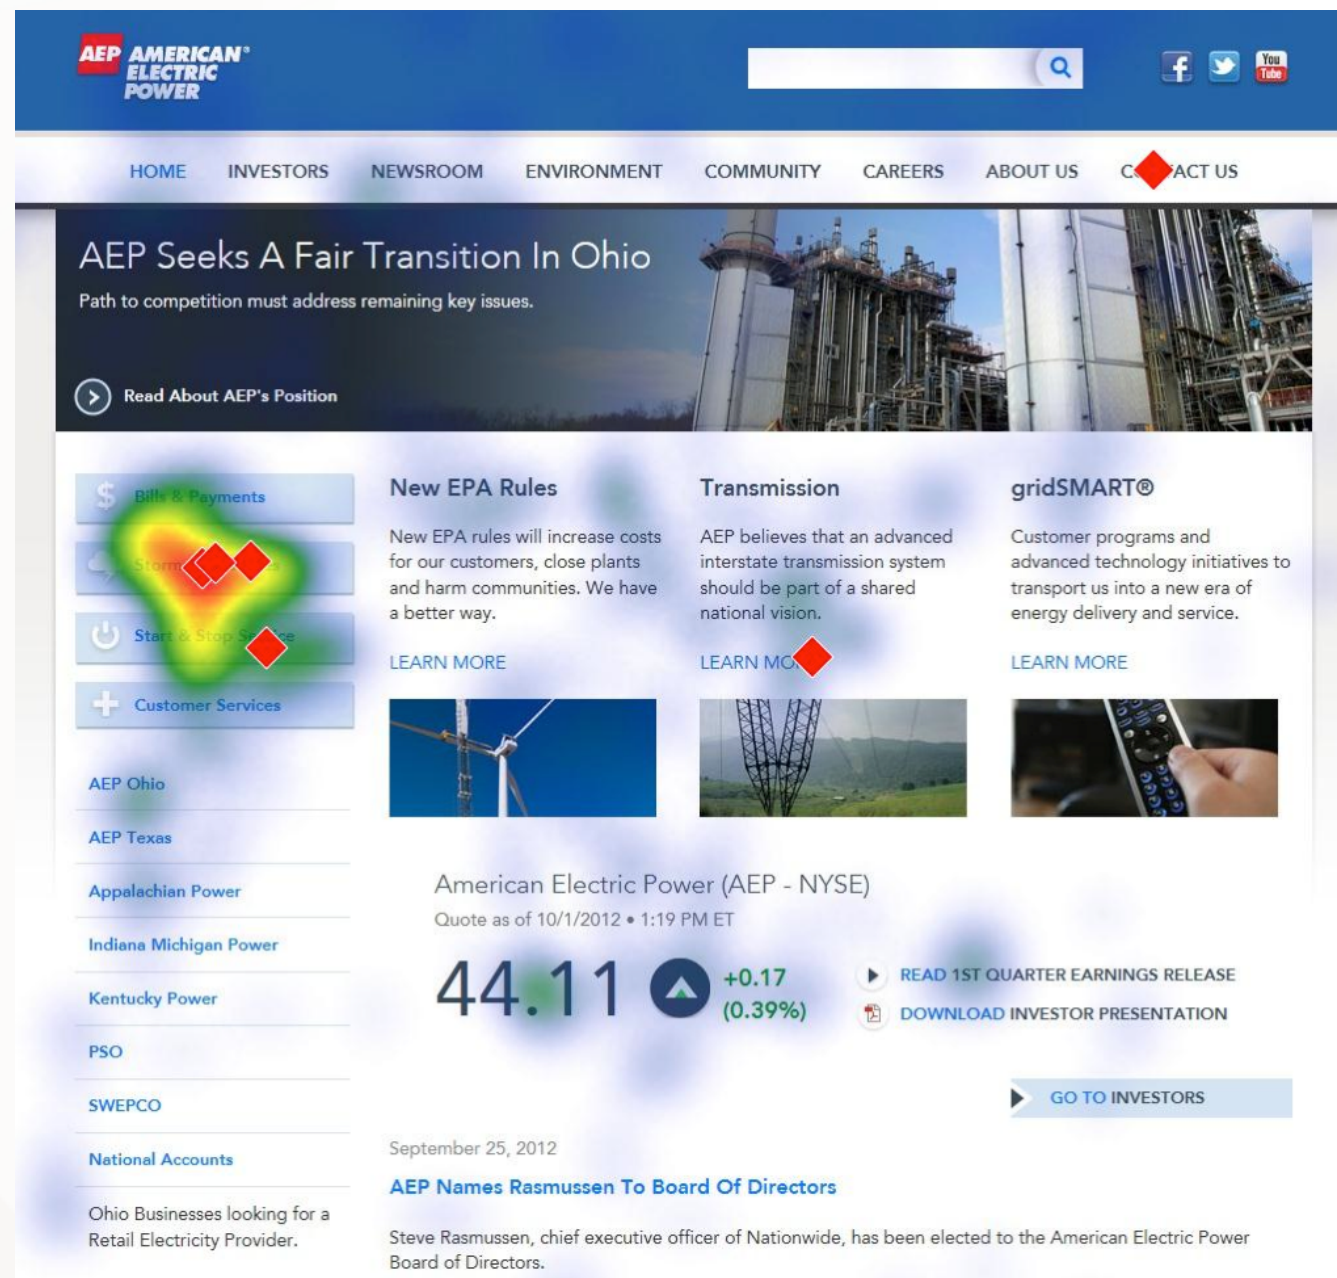 AEP AMERICAN®
ELECTRIC
POWER
You
Tube
HOME INVESTORS NEWSROOM ENVIRONMENT COMMUNITY CAREERS ABOUT US ACT US
AEP Seeks A Fair Transition In Ohio
Path to competition must address remaining key issues.
Read About AEP's Position
Bills & Payments
Start & Stop Service
Customer Services
AEP Ohio
AEP Texas
Appalachian Power
Indiana Michigan Power
Kentucky Power
PSO
SWEPCO
National Accounts
Ohio Businesses looking for a
Retail Electricity Provider.
New EPA Rules
New EPA rules will increase costs
for our customers, close plants
and harm communities. We have
a better way.
LEARN MORE
Transmission
AEP believes that an advanced
interstate transmission system
should be part of a shared
national vision.
LEARN MORE
gridSMART®
Customer programs and
advanced technology initiatives to
transport us into a new era of
energy delivery and service.
LEARN MORE
American Electric Power (AEP - NYSE)
Quote as of 10/1/2012 • 1:19 PM ET
44.11
+0.17
(0.39%)
READ 1ST QUARTER EARNINGS RELEASE
DOWNLOAD INVESTOR PRESENTATION
GO TO INVESTORS
September 25, 2012
AEP Names Rasmussen To Board Of Directors
Steve Rasmussen, chief executive officer of Nationwide, has been elected to the American Electric Power
Board of Directors.